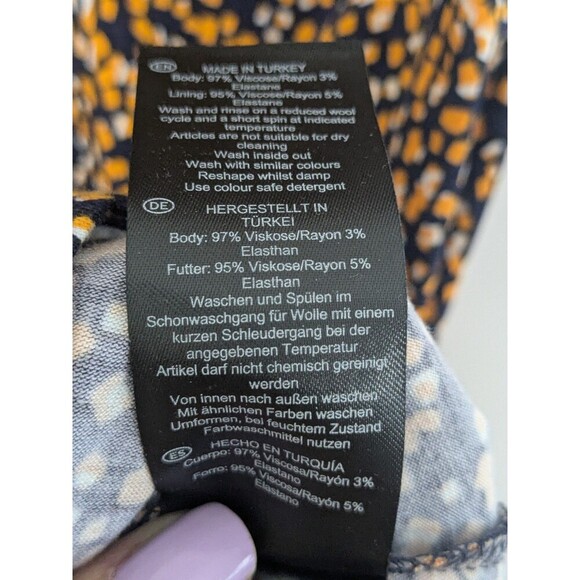 EN MADE IN TURKEY
Body: 97% Viscose/Rayon 3%
Elastane
Lining: 95% Viscose/Rayon 5%
Elastane
Wash and rinse on a reduced wool
cycle and a short spin at indicated
temperature
Articles are not suitable for dry
cleaning
Wash inside out
Wash with similar colours
Reshape whilst damp
Use colour safe detergent
DE HERGESTELLT IN
TÜRKEI
Body: 97% Viskose/Rayon 3%
Elasthan
Futter: 95% Viskose/Rayon 5%
Elasthan
Waschen und Spülen im
Schonwaschgang für Wolle mit einem
kurzen Schleudergang bei der
angegebenen Temperatur
Artikel darf nicht chemisch gereinigt
werden
Von innen nach außen waschen
Mit ähnlichen Farben waschen
Umformen, bei feuchtem Zustand
Farbwaschmittel nutzen
ES HECHO EN TURQUÍA
Cuerpo: 97% Viscosa/Rayón 3%
Elastano
Forro: 95% Viscosa/Rayón 5%
Elastano